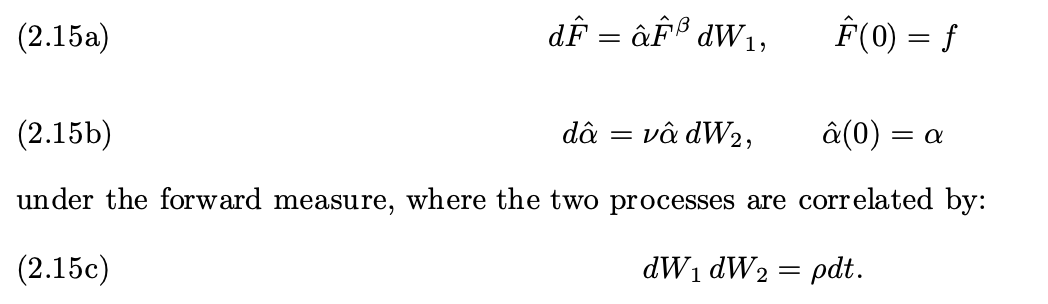 (2.15a) dF̂ = α̂F̂^β dW₁, F̂(0) = f
(2.15b) dα̂ = να̂ dW₂, α̂(0) = α
under the forward measure, where the two processes are correlated by:
(2.15c) dW₁ dW₂ = ρdt.